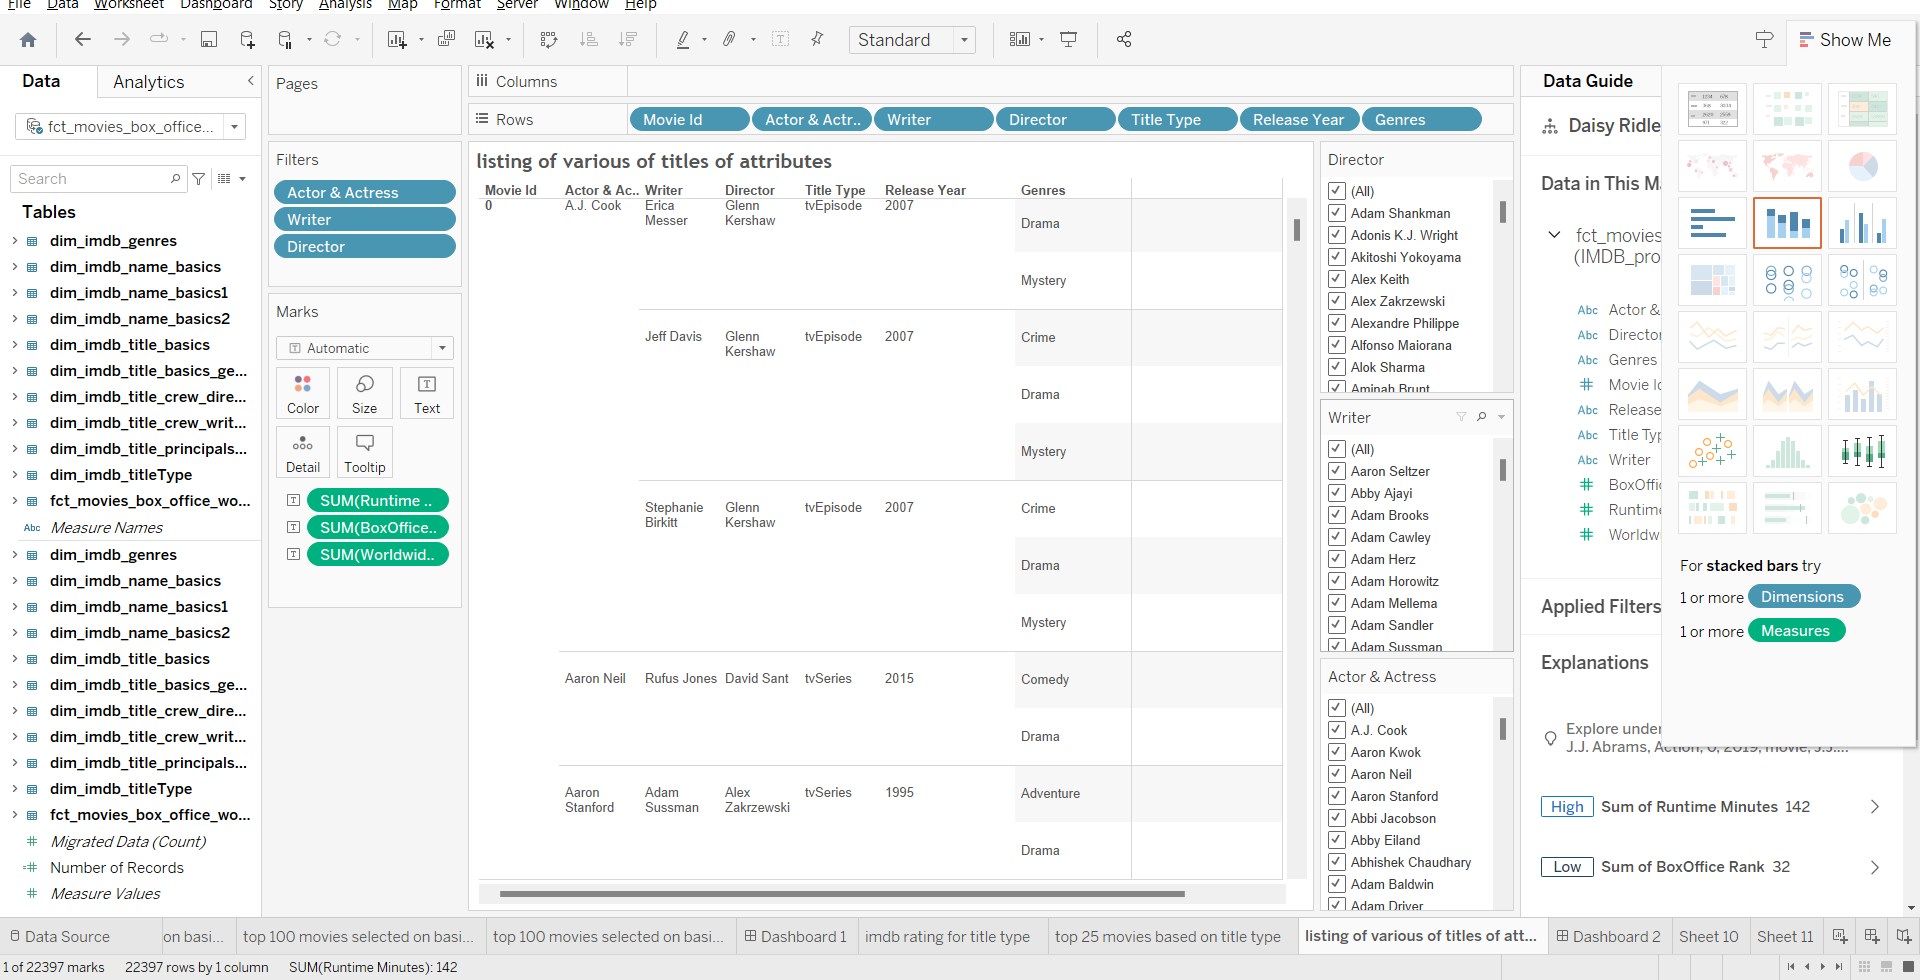 File Data Worksheet Dashboard Story Analysis Map Format Server Window Help
Standard
Show Me
Data Analytics
fct_movies_box_office...
Search
Tables
dim_imdb_genres
dim_imdb_name_basics
dim_imdb_name_basics1
dim_imdb_name_basics2
dim_imdb_title_basics
dim_imdb_title_basics_ge...
dim_imdb_title_crew_dire...
dim_imdb_title_crew_writ...
dim_imdb_title_principals...
dim_imdb_titleType
fct_movies_box_office_wo...
Abc Measure Names
dim_imdb_genres
dim_imdb_name_basics
dim_imdb_name_basics1
dim_imdb_name_basics2
dim_imdb_title_basics
dim_imdb_title_basics_ge...
dim_imdb_title_crew_dire...
dim_imdb_title_crew_writ...
dim_imdb_title_principals...
dim_imdb_titleType
fct_movies_box_office_wo...
# Migrated Data (Count)
=# Number of Records
# Measure Values
Pages
Filters
Actor & Actress
Writer
Director
Marks
T Automatic
Color Size Text
Detail Tooltip
SUM(Runtime ..
SUM(BoxOffice..
SUM(Worldwid..
Columns
Rows Movie Id Actor & Actr.. Writer Director Title Type Release Year Genres
listing of various of titles of attributes
Movie Id Actor & Ac.. Writer Director Title Type Release Year Genres
0 A.J. Cook Erica Messer Glenn Kershaw tvEpisode 2007 Drama
Mystery
Jeff Davis Glenn Kershaw tvEpisode 2007 Crime
Drama
Mystery
Stephanie Birkitt Glenn Kershaw tvEpisode 2007 Crime
Drama
Mystery
Aaron Neil Rufus Jones David Sant tvSeries 2015 Comedy
Drama
Aaron Stanford Adam Sussman Alex Zakrzewski tvSeries 1995 Adventure
Drama
Director
(All)
Adam Shankman
Adonis K.J. Wright
Akitoshi Yokoyama
Alex Keith
Alex Zakrzewski
Alexandre Philippe
Alfonso Maiorana
Alok Sharma
Aminah Brunt
Writer
(All)
Aaron Seltzer
Abby Ajayi
Adam Brooks
Adam Cawley
Adam Herz
Adam Horowitz
Adam Mellema
Adam Sandler
Adam Sussman
Actor & Actress
(All)
A.J. Cook
Aaron Kwok
Aaron Neil
Aaron Stanford
Abbi Jacobson
Abby Eiland
Abhishek Chaudhary
Adam Baldwin
Adam Driver
Data Guide
Daisy Ridle
Data in This Ma
fct_movies
(IMDB_pro
Abc Actor &
Abc Director
Abc Genres
# Movie Id
Abc Release
Abc Title Typ
Abc Writer
# BoxOffic
# Runtime
# Worldwi
Applied Filters
Explanations
Explore under
J.J. Abrams, Action, 0, 2019, movie, J.J....
High Sum of Runtime Minutes 142
Low Sum of BoxOffice Rank 32
For stacked bars try
1 or more Dimensions
1 or more Measures
Data Source on basi... top 100 movies selected on basi... top 100 movies selected on basi... Dashboard 1 imdb rating for title type top 25 movies based on title type listing of various of titles of att... Dashboard 2 Sheet 10 Sheet 11
1 of 22397 marks 22397 rows by 1 column SUM(Runtime Minutes): 142